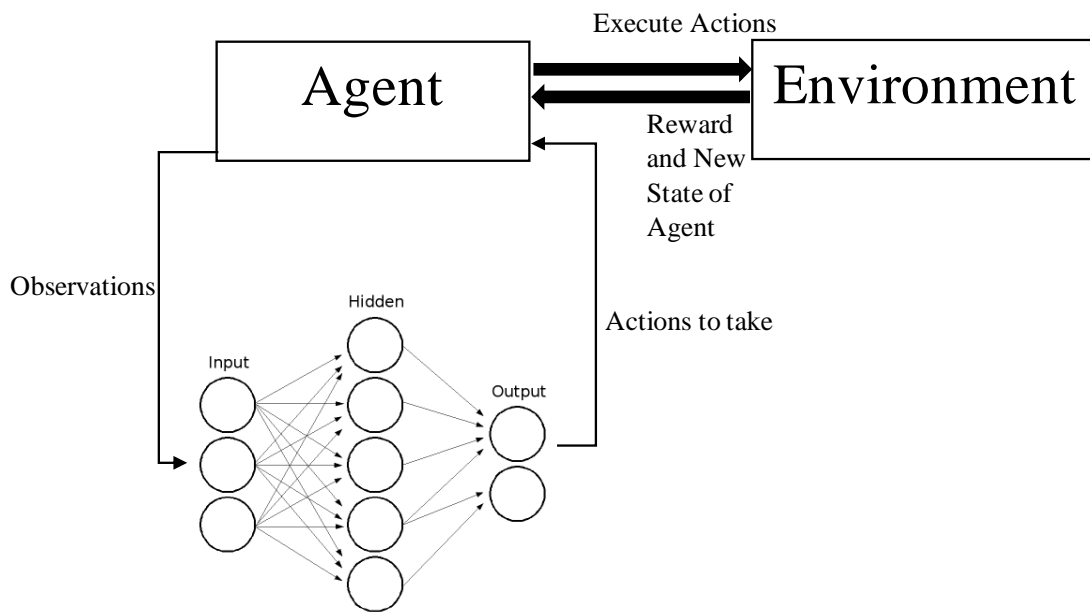 Execute Actions
Agent
Environment
Reward
and New
State of
Agent
Observations
Hidden
Actions to take
Input
Output